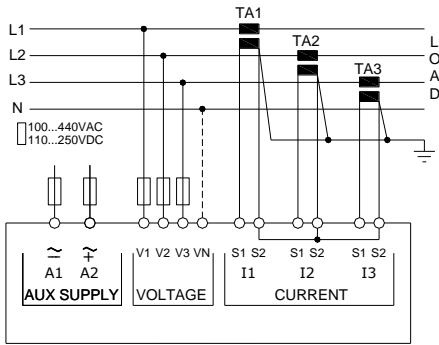 TA1
L1
TA2
L2
L
O
A
D
TA3
L3
N
100...440VAC
110...250VDC
V1 V2 V3 VN
S1 S2
S1 S2
S1 S2
A1
A2
I1
I2
I3
AUX SUPPLY
VOLTAGE
CURRENT